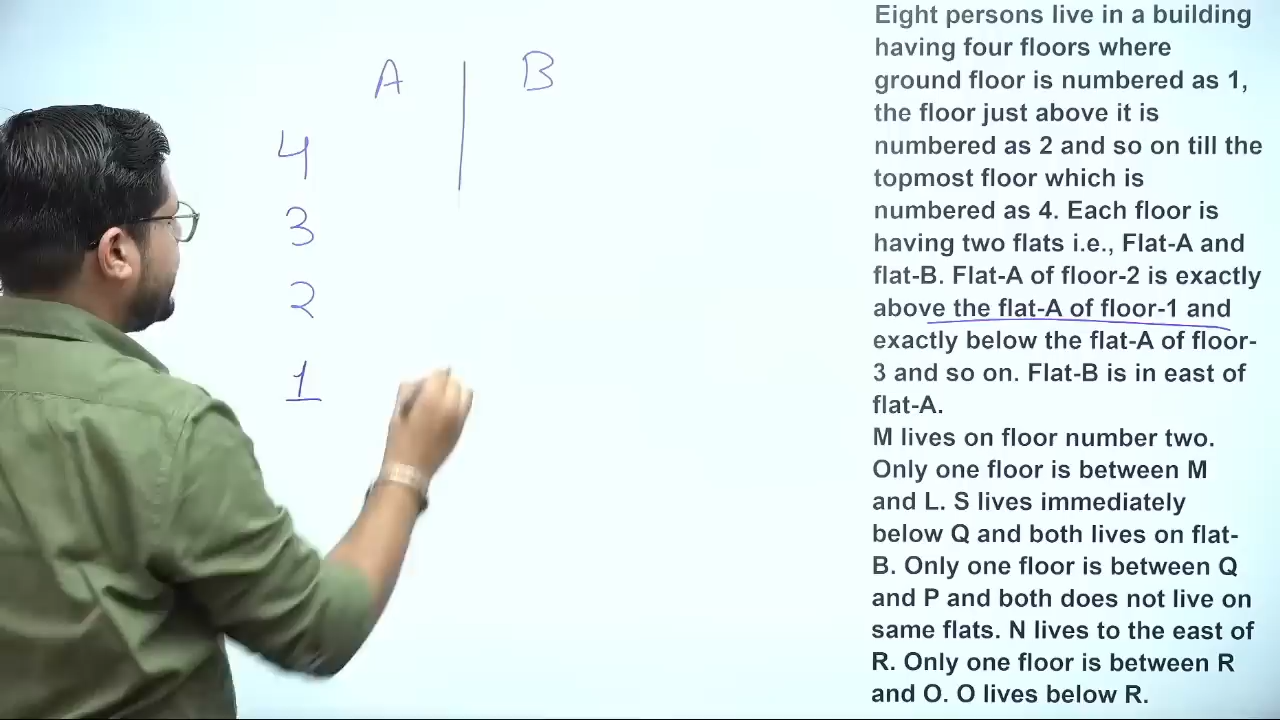 A B
4
3
2
1
Eight persons live in a building
having four floors where
ground floor is numbered as 1,
the floor just above it is
numbered as 2 and so on till the
topmost floor which is
numbered as 4. Each floor is
having two flats i.e., Flat-A and
flat-B. Flat-A of floor-2 is exactly
above the flat-A of floor-1 and
exactly below the flat-A of floor-
3 and so on. Flat-B is in east of
flat-A.
M lives on floor number two.
Only one floor is between M
and L. S lives immediately
below Q and both lives on flat-
B. Only one floor is between Q
and P and both does not live on
same flats. N lives to the east of
R. Only one floor is between R
and O. O lives below R.